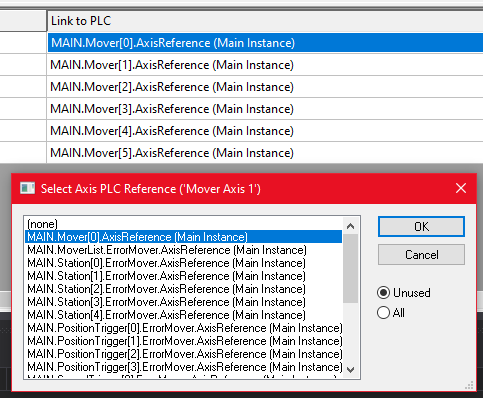 Link to PLC
MAIN.Mover[0].AxisReference (Main Instance)
MAIN.Mover[1].AxisReference (Main Instance)
MAIN.Mover[2].AxisReference (Main Instance)
MAIN.Mover[3].AxisReference (Main Instance)
MAIN.Mover[4].AxisReference (Main Instance)
MAIN.Mover[5].AxisReference (Main Instance)
Select Axis PLC Reference ('Mover Axis 1')
(none)
MAIN.Mover[0].AxisReference (Main Instance)
MAIN.MoverList.ErrorMover.AxisReference (Main Instance)
MAIN.Station[0].ErrorMover.AxisReference (Main Instance)
MAIN.Station[1].ErrorMover.AxisReference (Main Instance)
MAIN.Station[2].ErrorMover.AxisReference (Main Instance)
MAIN.Station[3].ErrorMover.AxisReference (Main Instance)
MAIN.Station[4].ErrorMover.AxisReference (Main Instance)
MAIN.PositionTrigger[0].ErrorMover.AxisReference (Main Instance)
MAIN.PositionTrigger[1].ErrorMover.AxisReference (Main Instance)
MAIN.PositionTrigger[2].ErrorMover.AxisReference (Main Instance)
MAIN.PositionTrigger[3].ErrorMover.AxisReference (Main Instance)
OK
Cancel
Unused
All